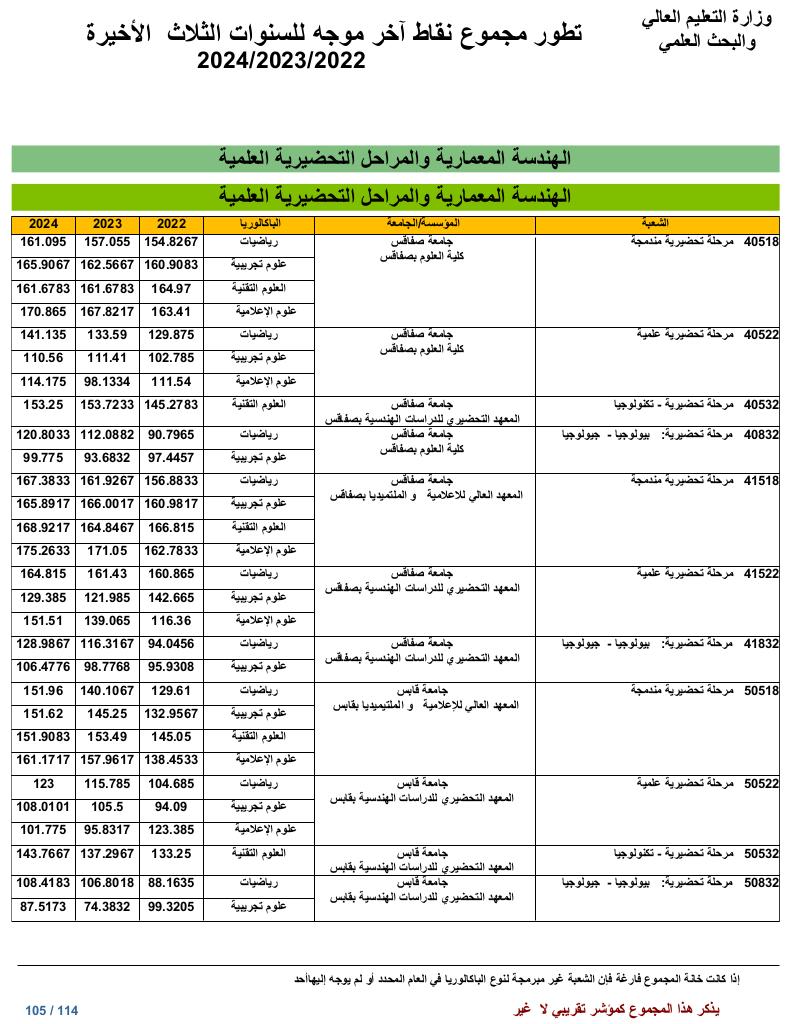 وزارة التعليم العالي
والبحث العلمي
تطور مجموع نقاط آخر موجه للسنوات الثلاث الأخيرة
2024/2023/2022
الهندسة المعمارية والمراحل التحضيرية العلمية
الهندسة المعمارية والمراحل التحضيرية العلمية
الشعبة المؤسسة/الجامعة الباكالوريا 2022 2023 2024
40518 مرحلة تحضيرية مندمجة جامعة صفاقس رياضيات 154.8267 157.055 161.095
كلية العلوم بصفاقس
علوم تجريبية 160.9083 162.5667 165.9067
العلوم التقنية 164.97 161.6783 161.6783
علوم الإعلامية 163.41 167.8217 170.865
40522 مرحلة تحضيرية علمية جامعة صفاقس رياضيات 129.875 133.59 141.135
كلية العلوم بصفاقس
علوم تجريبية 102.785 111.41 110.56
علوم الإعلامية 111.54 98.1334 114.175
40532 مرحلة تحضيرية - تكنولوجيا جامعة صفاقس العلوم التقنية 145.2783 153.7233 153.25
المعهد التحضيري للدراسات الهندسية بصفاقس
40832 مرحلة تحضيرية: بيولوجيا - جيولوجيا جامعة صفاقس رياضيات 90.7965 112.0882 120.8033
كلية العلوم بصفاقس
علوم تجريبية 97.4457 93.6832 99.775
41518 مرحلة تحضيرية مندمجة جامعة صفاقس رياضيات 156.8833 161.9267 167.3833
المعهد العالي للاعلامية و الملتميديا بصفاقس
علوم تجريبية 160.9817 166.0017 165.8917
العلوم التقنية 166.815 164.8467 168.9217
علوم الإعلامية 162.7833 171.05 175.2633
41522 مرحلة تحضيرية علمية جامعة صفاقس رياضيات 160.865 161.43 164.815
المعهد التحضيري للدراسات الهندسية بصفاقس
علوم تجريبية 142.665 121.985 129.385
علوم الإعلامية 116.36 139.065 151.51
41832 مرحلة تحضيرية: بيولوجيا - جيولوجيا جامعة صفاقس رياضيات 94.0456 116.3167 128.9867
المعهد التحضيري للدراسات الهندسية بصفاقس
علوم تجريبية 95.9308 98.7768 106.4776
50518 مرحلة تحضيرية مندمجة جامعة قابس رياضيات 129.61 140.1067 151.96
المعهد العالي للإعلامية و الملتيميديا بقابس
علوم تجريبية 132.9567 145.25 151.62
العلوم التقنية 145.05 153.49 151.9083
علوم الإعلامية 138.4533 157.9617 161.1717
50522 مرحلة تحضيرية علمية جامعة قابس رياضيات 104.685 115.785 123
المعهد التحضيري للدراسات الهندسية بقابس
علوم تجريبية 94.09 105.5 108.0101
علوم الإعلامية 123.385 95.8317 101.775
50532 مرحلة تحضيرية - تكنولوجيا جامعة قابس العلوم التقنية 133.25 137.2967 143.7667
المعهد التحضيري للدراسات الهندسية بقابس
50832 مرحلة تحضيرية: بيولوجيا - جيولوجيا جامعة قابس رياضيات 88.1635 106.8018 108.4183
المعهد التحضيري للدراسات الهندسية بقابس
علوم تجريبية 99.3205 74.3832 87.5173
إذا كانت خانة المجموع فارغة فإن الشعبة غير مبرمجة لنوع الباكالوريا في العام المحدد أو لم يوجه إليهاأحد
يذكر هذا المجموع كمؤشر تقريبي لا غير
105 / 114